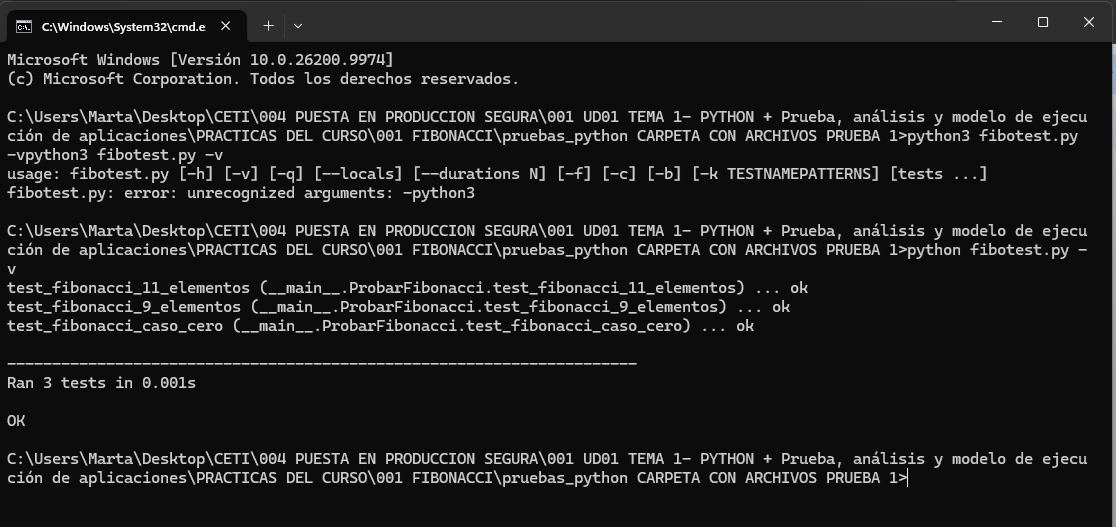 C:\Windows\System32\cmd.e
Microsoft Windows [Versión 10.0.26200.9974]
(c) Microsoft Corporation. Todos los derechos reservados.
C:\Users\Marta\Desktop\CETI\004 PUESTA EN PRODUCCION SEGURA\001 UD01 TEMA 1- PYTHON + Prueba, análisis y modelo de ejecu
ción de aplicaciones\PRACTICAS DEL CURSO\001 FIBONACCI\pruebas_python CARPETA CON ARCHIVOS PRUEBA 1>python3 fibotest.py
-vpython3 fibotest.py -v
usage: fibotest.py [-h] [-v] [-q] [--locals] [--durations N] [-f] [-c] [-b] [-k TESTNAMEPATTERNS] [tests ...]
fibotest.py: error: unrecognized arguments: -python3
C:\Users\Marta\Desktop\CETI\004 PUESTA EN PRODUCCION SEGURA\001 UD01 TEMA 1- PYTHON + Prueba, análisis y modelo de ejecu
ción de aplicaciones\PRACTICAS DEL CURSO\001 FIBONACCI\pruebas_python CARPETA CON ARCHIVOS PRUEBA 1>python fibotest.py -
v
test_fibonacci_11_elementos (__main__.ProbarFibonacci.test_fibonacci_11_elementos) ... ok
test_fibonacci_9_elementos (__main__.ProbarFibonacci.test_fibonacci_9_elementos) ... ok
test_fibonacci_caso_cero (__main__.ProbarFibonacci.test_fibonacci_caso_cero) ... ok
----------------------------------------------------------------------
Ran 3 tests in 0.001s
OK
C:\Users\Marta\Desktop\CETI\004 PUESTA EN PRODUCCION SEGURA\001 UD01 TEMA 1- PYTHON + Prueba, análisis y modelo de ejecu
ción de aplicaciones\PRACTICAS DEL CURSO\001 FIBONACCI\pruebas_python CARPETA CON ARCHIVOS PRUEBA 1>